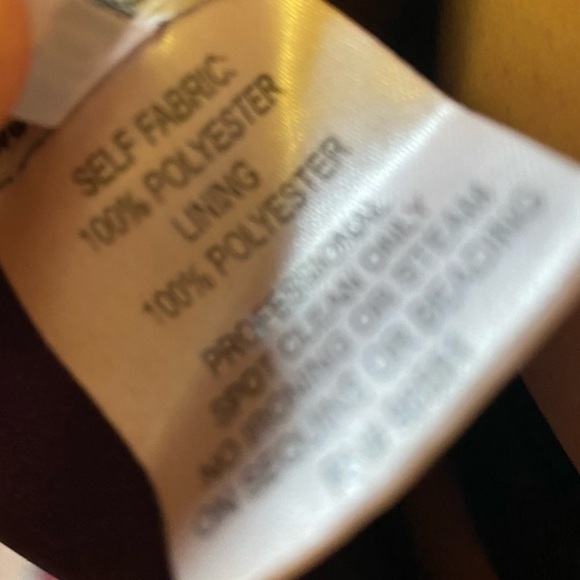 SELF FABRIC:
100% POLYESTER
LINING
100% POLYESTER
PROFESSIONAL
SPOT CLEAN ONLY
NO IRONING OR STEAM
ON SEQUINS OR BEADING